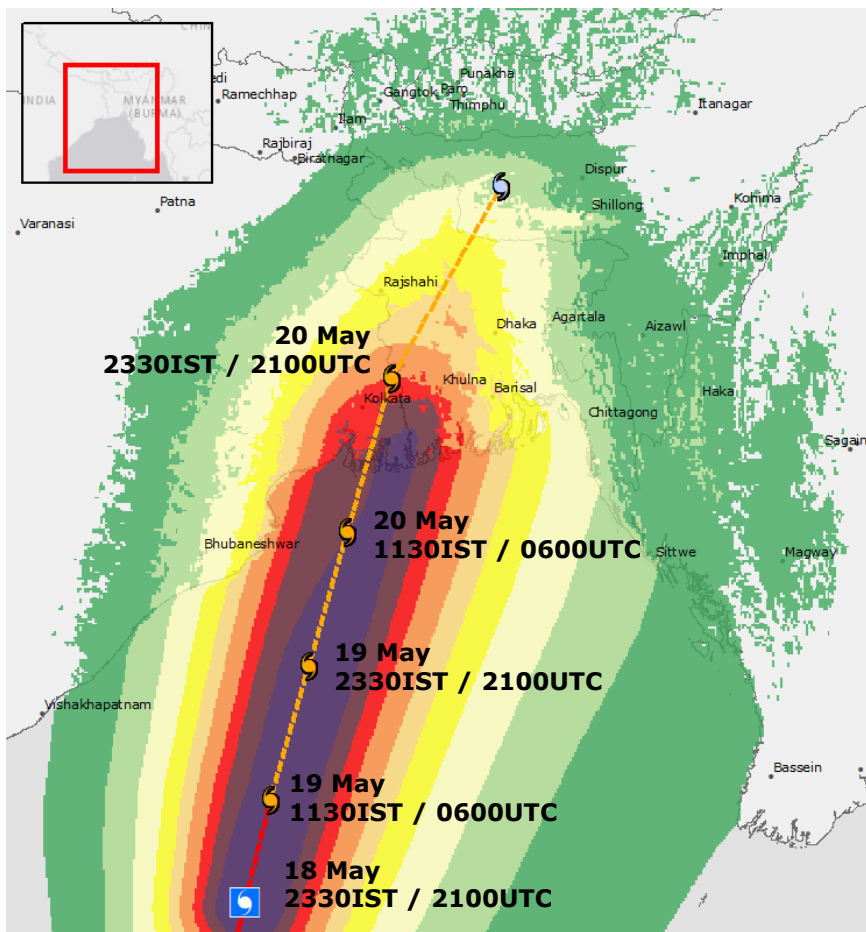 INDIA
MYANMAR
(BURMA)
edi
Ramechhap
Gangtok
Paro
Punakha
Thimphu
Itanagar
Ilam
Rajbiraj
Biratnagar
Dispur
Shillong
Kohima
Patna
Varanasi
Imphal
Rajshahi
Dhaka
Agartala
Aizawl
20 May
2330IST / 2100UTC
Kolkata
Khulna
Barisal
Chittagong
Haka
Sagain
20 May
1130IST / 0600UTC
Bhubaneshwar
Sittwe
Magway
19 May
2330IST / 2100UTC
Vishakhapatnam
19 May
1130IST / 0600UTC
Bassein
18 May
2330IST / 2100UTC